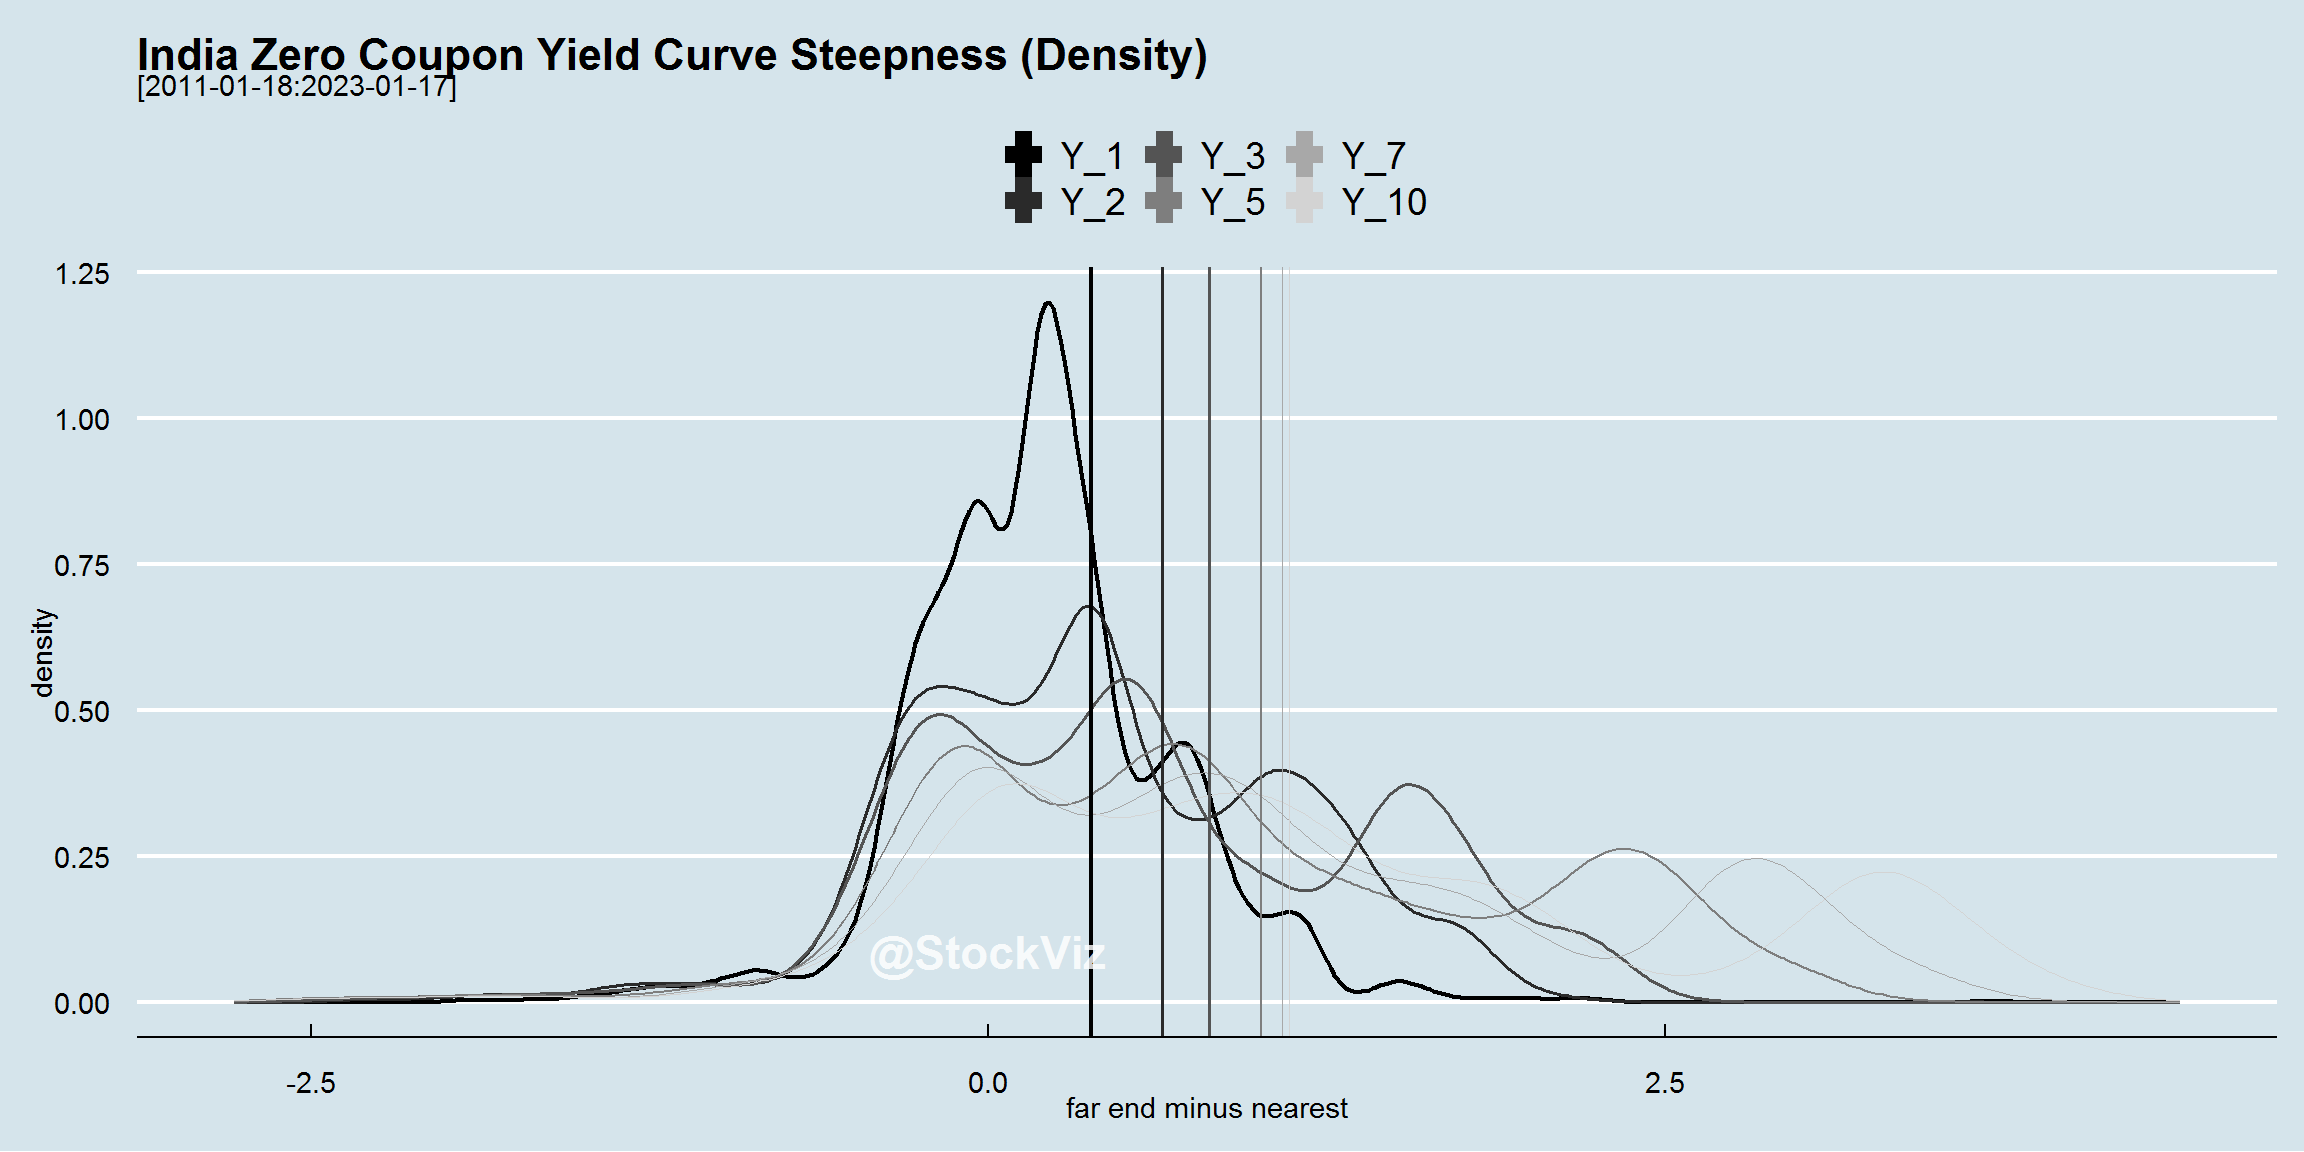 India Zero Coupon Yield Curve Steepness (Density)
[2011-01-18:2023-01-17]
Y_1 Y_3 Y_7
Y_2 Y_5 Y_10
1.25
1.00
0.75
0.50
0.25
0.00
density
@StockViz
-2.5 0.0 2.5
far end minus nearest